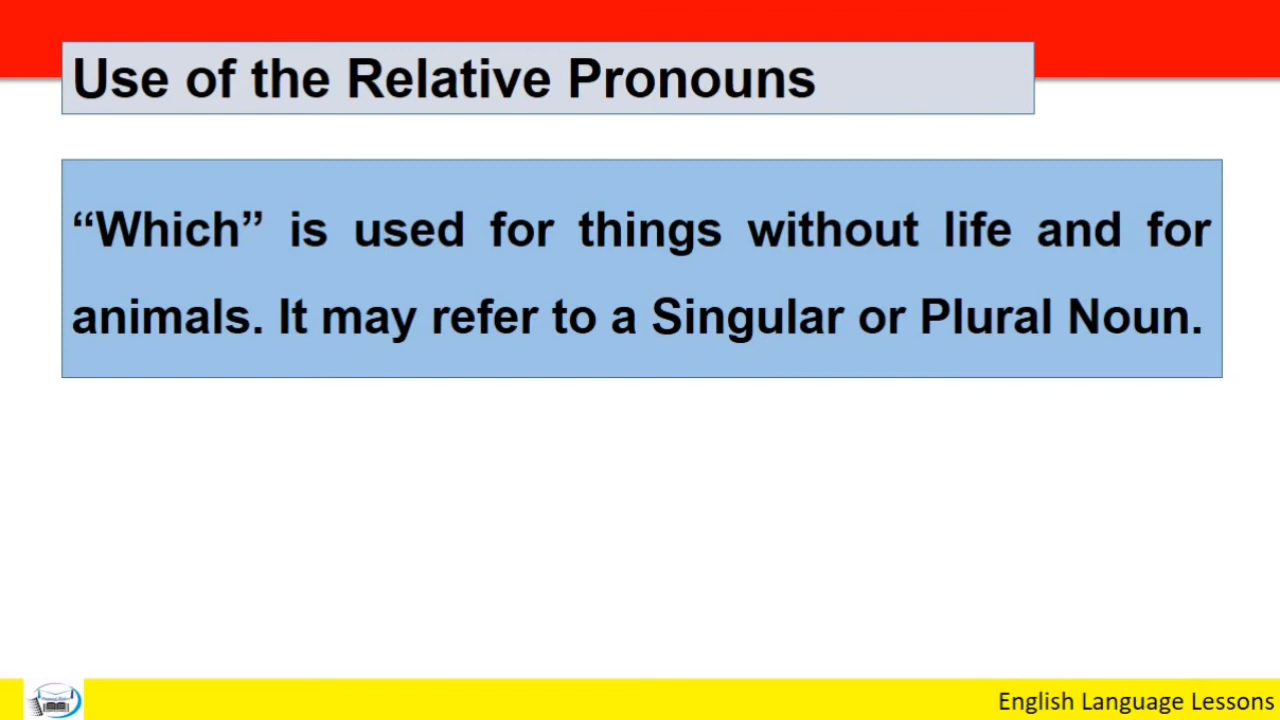 Use of the Relative Pronouns
“Which” is used for things without life and for
animals. It may refer to a Singular or Plural Noun.
English Language Lessons